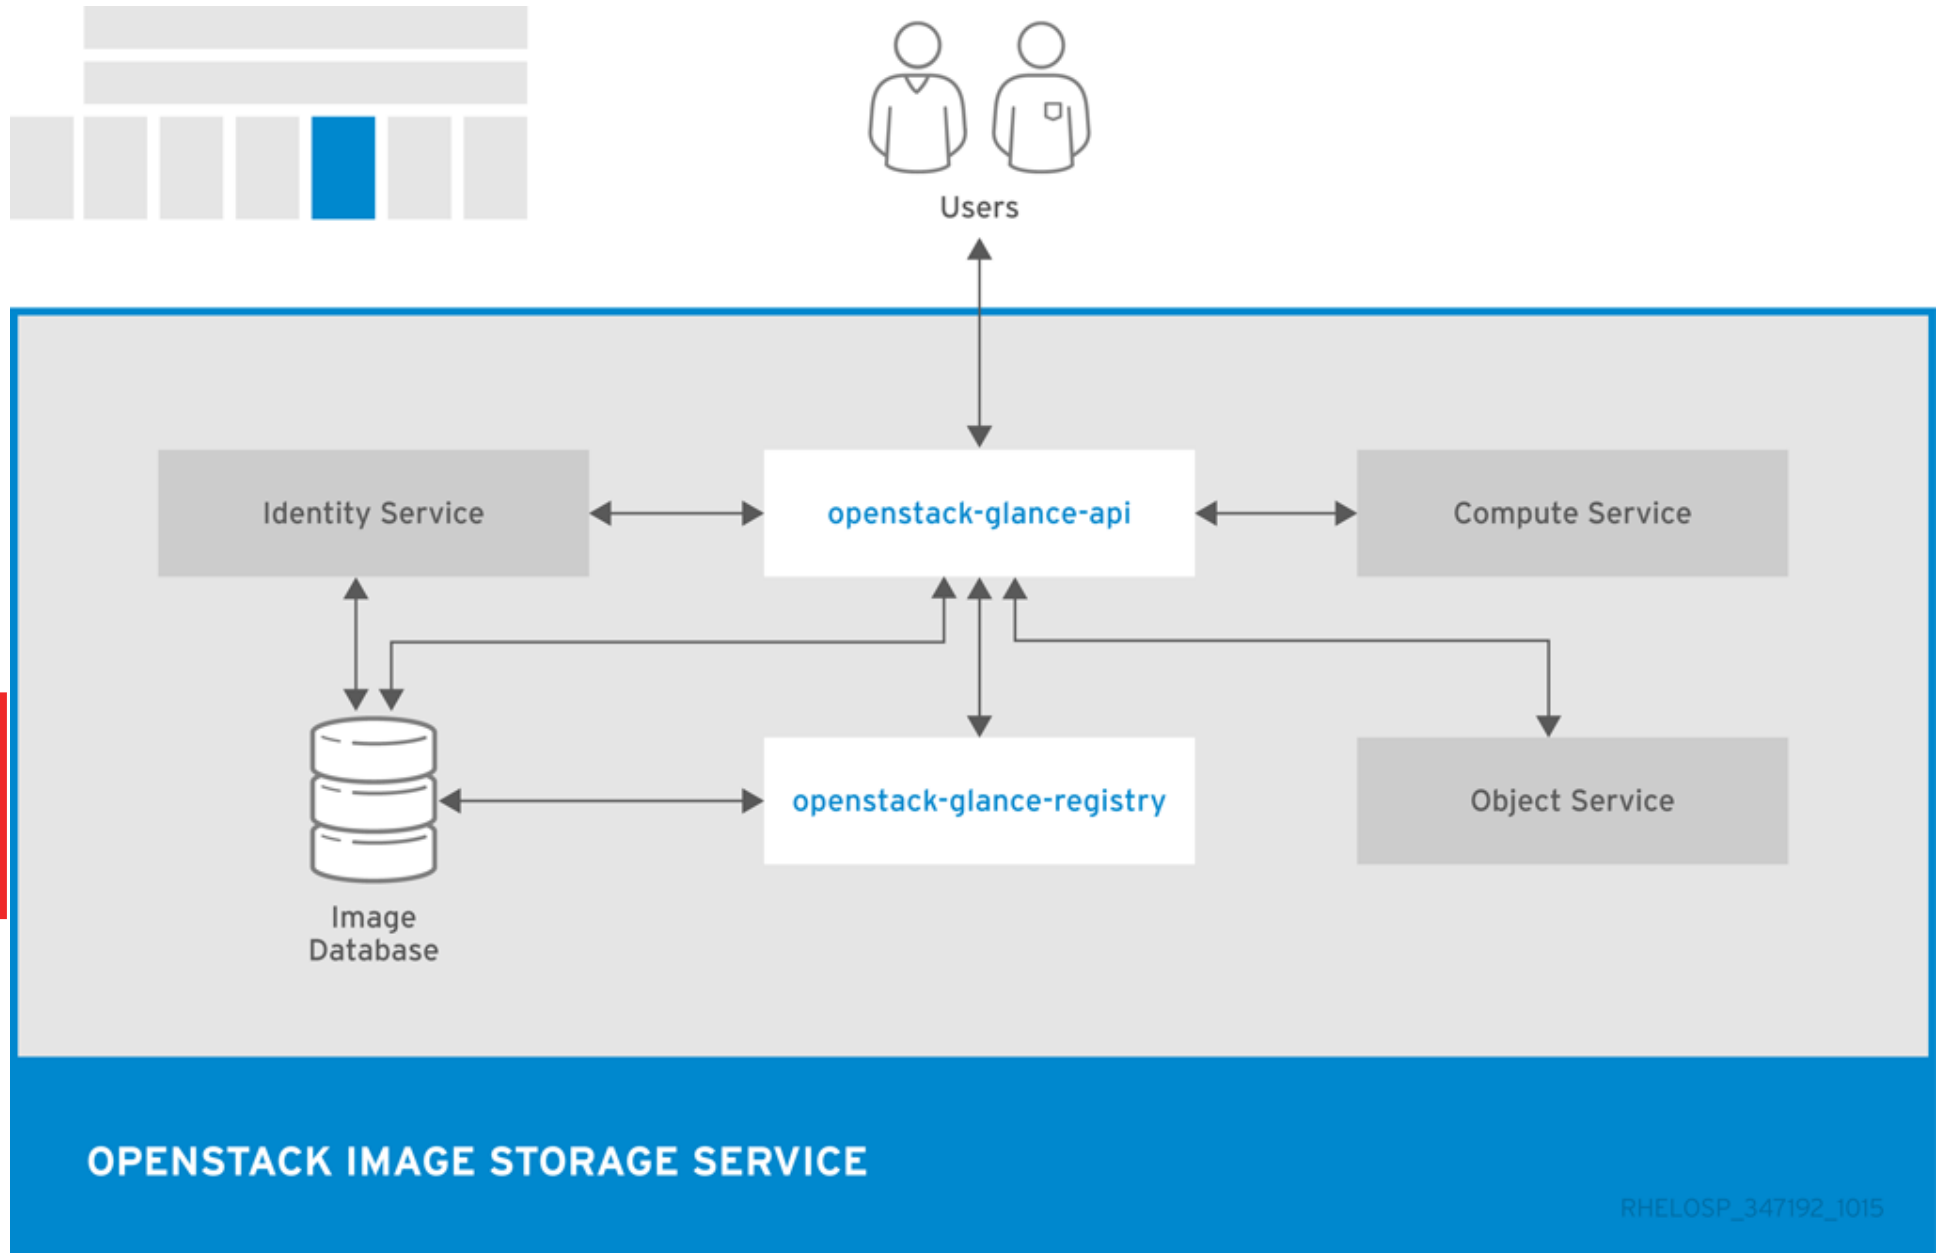 Users
Identity Service
openstack-glance-api
Compute Service
openstack-glance-registry
Object Service
Image
Database
OPENSTACK IMAGE STORAGE SERVICE
RHELOSP_347192_1015